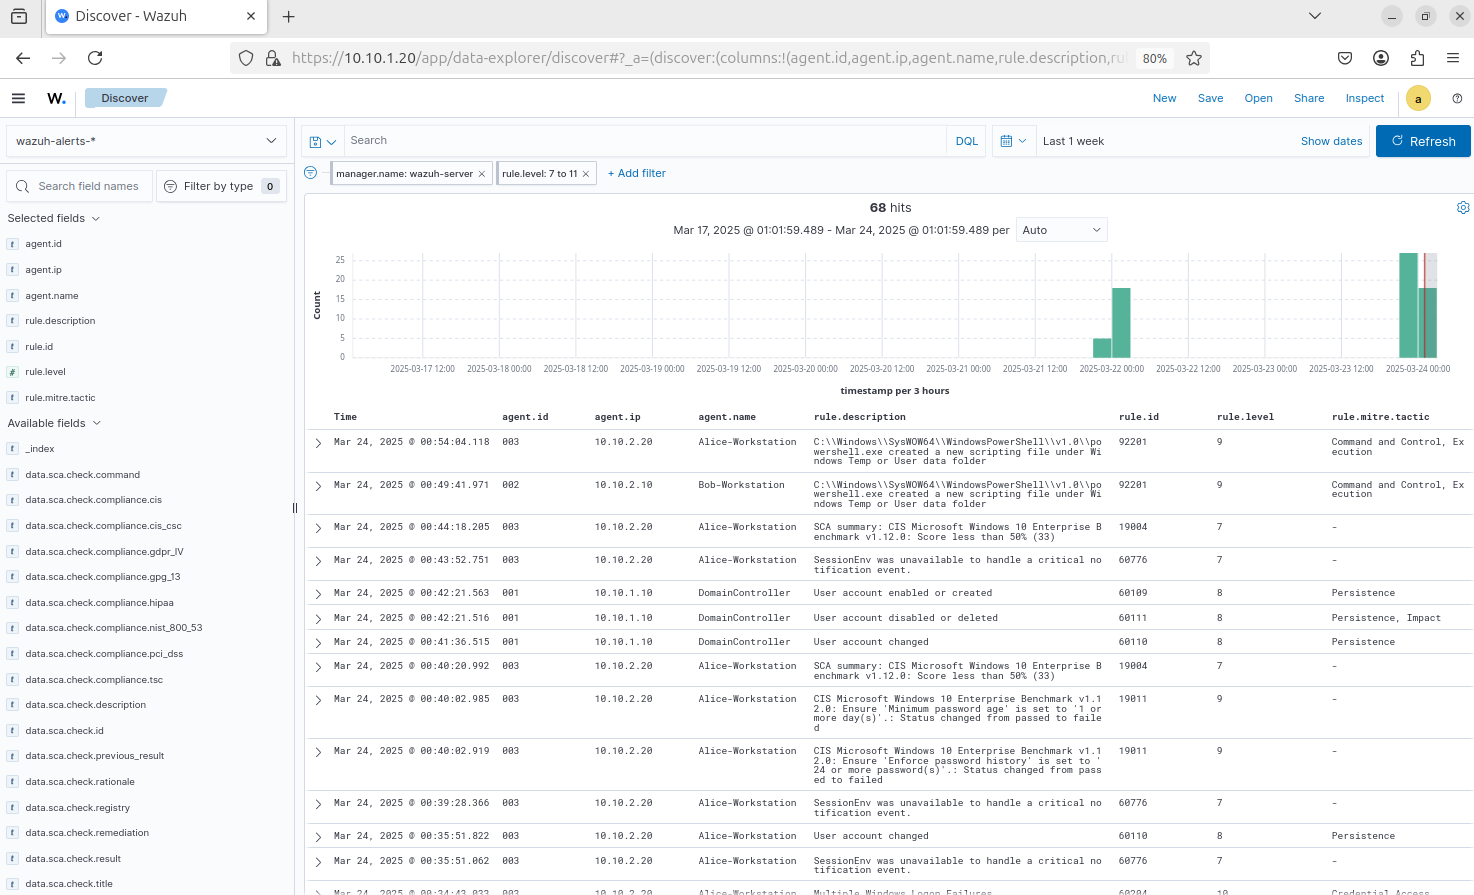 Discover - Wazuh
https://10.10.1.20/app/data-explorer/discover#?_a=(discover:(columns:!(agent.id,agent.ip,agent.name,rule.description,ru
80%
W.
Discover
New
Save
Open
Share
Inspect
a
wazuh-alerts-*
Search
DQL
Last 1 week
Show dates
Refresh
manager.name: wazuh-server
rule.level: 7 to 11
+ Add filter
Search field names
Filter by type
0
Selected fields
t agent.id
t agent.ip
t agent.name
t rule.description
t rule.id
# rule.level
t rule.mitre.tactic
Available fields
t _index
t data.sca.check.command
t data.sca.check.compliance.cis
t data.sca.check.compliance.cis_csc
t data.sca.check.compliance.gdpr_IV
t data.sca.check.compliance.gpg_13
t data.sca.check.compliance.hipaa
t data.sca.check.compliance.nist_800_53
t data.sca.check.compliance.pci_dss
t data.sca.check.compliance.tsc
t data.sca.check.description
t data.sca.check.id
t data.sca.check.previous_result
t data.sca.check.rationale
t data.sca.check.registry
t data.sca.check.remediation
t data.sca.check.result
t data.sca.check.title
68 hits
Mar 17, 2025 @ 01:01:59.489 - Mar 24, 2025 @ 01:01:59.489 per
Auto
Count
25
20
15
10
5
0
2025-03-17 12:00 2025-03-18 00:00 2025-03-18 12:00 2025-03-19 00:00 2025-03-19 12:00 2025-03-20 00:00 2025-03-20 12:00 2025-03-21 00:00 2025-03-21 12:00 2025-03-22 00:00 2025-03-22 12:00 2025-03-23 00:00 2025-03-23 12:00 2025-03-24 00:00
timestamp per 3 hours
Time agent.id agent.ip agent.name rule.description rule.id rule.level rule.mitre.tactic
Mar 24, 2025 @ 00:54:04.118 003 10.10.2.20 Alice-Workstation C:\\Windows\\SysWOW64\\WindowsPowerShell\\v1.0\\po 92201 9 Command and Control, Ex
wershell.exe created a new scripting file under Wi ecution
ndows Temp or User data folder
Mar 24, 2025 @ 00:49:41.971 002 10.10.2.10 Bob-Workstation C:\\Windows\\SysWOW64\\WindowsPowerShell\\v1.0\\po 92201 9 Command and Control, Ex
wershell.exe created a new scripting file under Wi ecution
ndows Temp or User data folder
Mar 24, 2025 @ 00:44:18.205 003 10.10.2.20 Alice-Workstation SCA summary: CIS Microsoft Windows 10 Enterprise B 19004 7 -
enchmark v1.12.0: Score less than 50% (33)
Mar 24, 2025 @ 00:43:52.751 003 10.10.2.20 Alice-Workstation SessionEnv was unavailable to handle a critical no 60776 7 -
tification event.
Mar 24, 2025 @ 00:42:21.563 001 10.10.1.10 DomainController User account enabled or created 60109 8 Persistence
Mar 24, 2025 @ 00:42:21.516 001 10.10.1.10 DomainController User account disabled or deleted 60111 8 Persistence, Impact
Mar 24, 2025 @ 00:41:36.515 001 10.10.1.10 DomainController User account changed 60110 8 Persistence
Mar 24, 2025 @ 00:40:20.992 003 10.10.2.20 Alice-Workstation SCA summary: CIS Microsoft Windows 10 Enterprise B 19004 7 -
enchmark v1.12.0: Score less than 50% (33)
Mar 24, 2025 @ 00:40:02.985 003 10.10.2.20 Alice-Workstation CIS Microsoft Windows 10 Enterprise Benchmark v1.1 19011 9 -
2.0: Ensure 'Minimum password age' is set to '1 or
more day(s)'.: Status changed from passed to faile
d
Mar 24, 2025 @ 00:40:02.919 003 10.10.2.20 Alice-Workstation CIS Microsoft Windows 10 Enterprise Benchmark v1.1 19011 9 -
2.0: Ensure 'Enforce password history' is set to '
24 or more password(s)'.: Status changed from pass
ed to failed
Mar 24, 2025 @ 00:39:28.366 003 10.10.2.20 Alice-Workstation SessionEnv was unavailable to handle a critical no 60776 7 -
tification event.
Mar 24, 2025 @ 00:35:51.822 003 10.10.2.20 Alice-Workstation User account changed 60110 8 Persistence
Mar 24, 2025 @ 00:35:51.062 003 10.10.2.20 Alice-Workstation SessionEnv was unavailable to handle a critical no 60776 7 -
tification event.
Mar 24, 2025 @ 00:34:43.033 003 10.10.2.20 Alice-Workstation Multiple Windows Logon Failures 60204 10 Credential Access